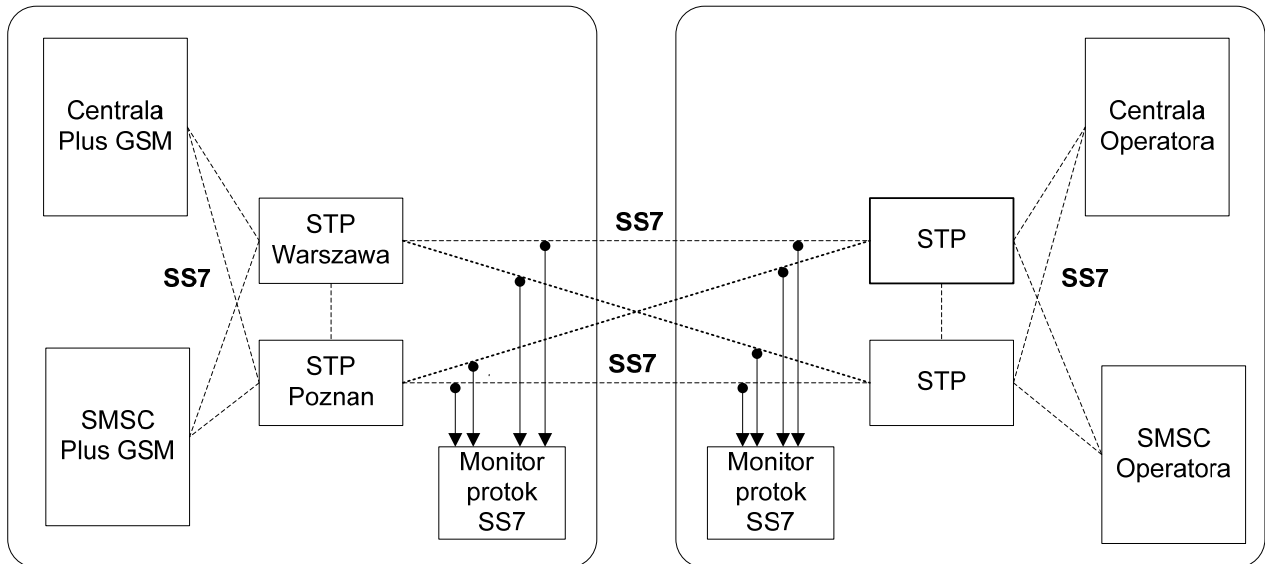 Centrala
Plus GSM
Centrala
Operatora
STP
Warszawa
SS7
STP
SS7
SS7
STP
Poznan
SS7
STP
SMSC
Plus GSM
Monitor
protok
SS7
Monitor
protok
SS7
SMSC
Operatora